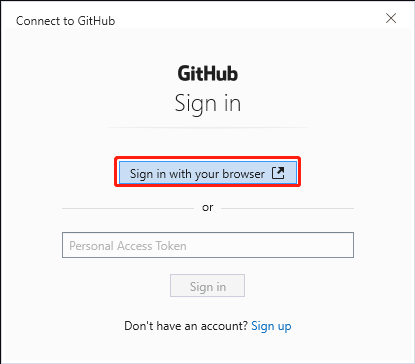 Connect to GitHub
GitHub
Sign in
Sign in with your browser
or
Personal Access Token
Sign in
Don't have an account? Sign up